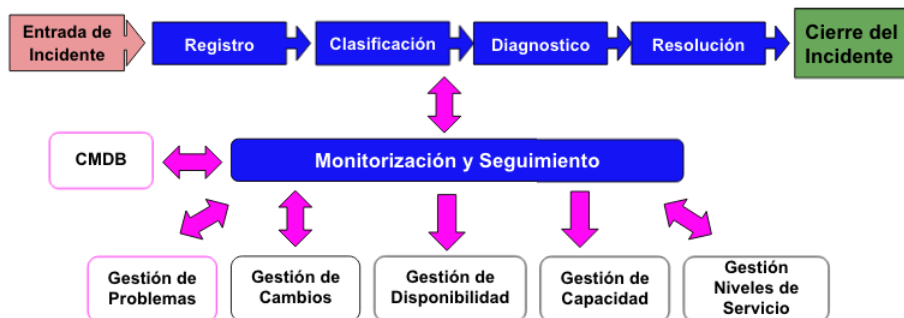 Entrada de
Incidente
Registro
Clasificación
Diagnostico
Resolución
Cierre del
Incidente
CMDB
Monitorización y Seguimiento
Gestión de
Problemas
Gestión de
Cambios
Gestión de
Disponibilidad
Gestión de
Capacidad
Gestión
Niveles de
Servicio